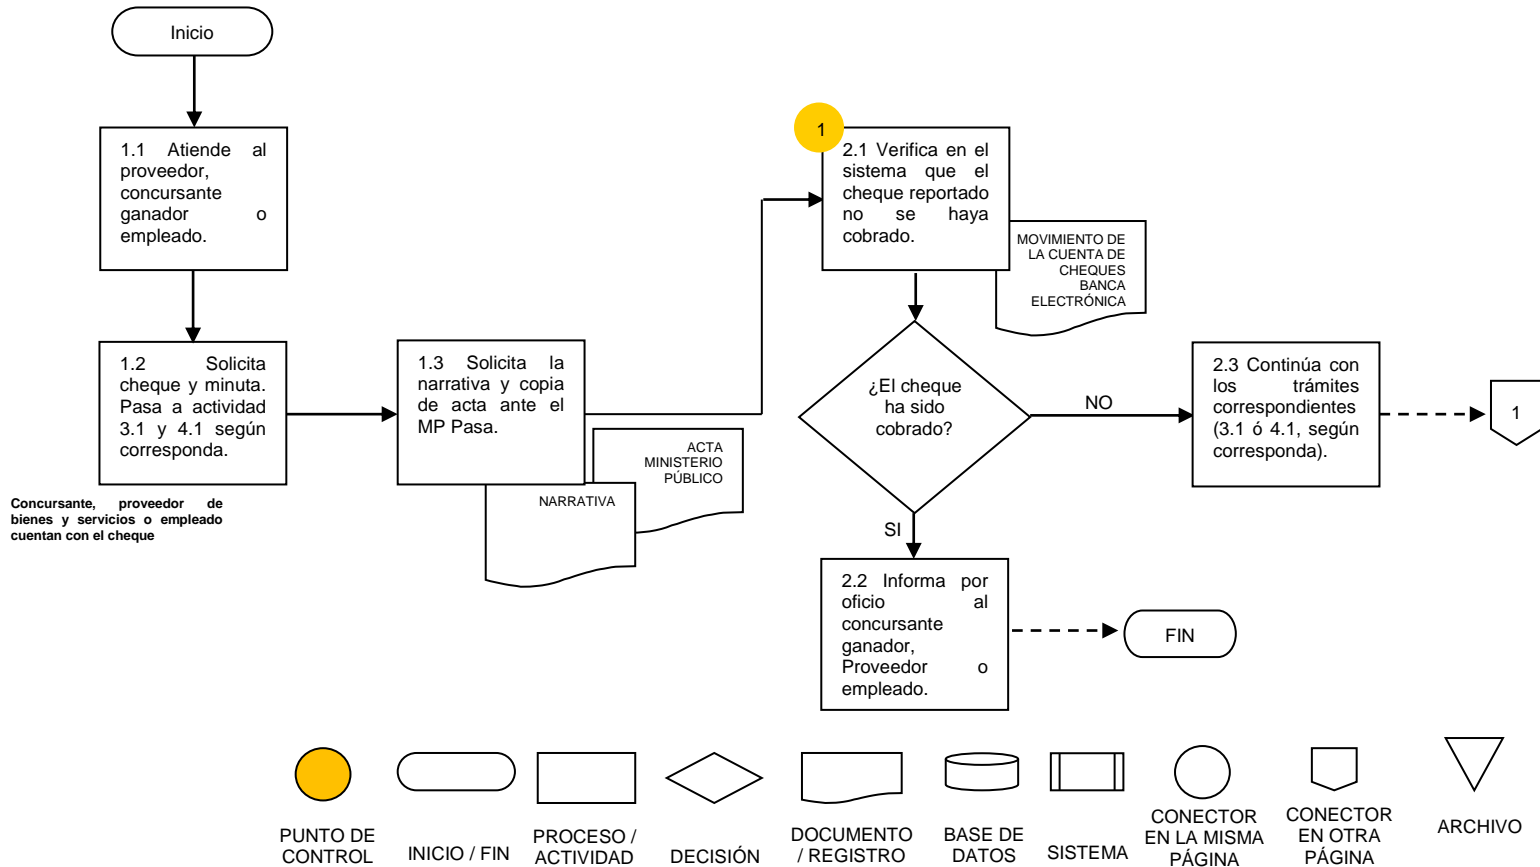 Inicio
1.1 Atiende al
proveedor,
concursante
ganador o
empleado.
1.2 Solicita
cheque y minuta.
Pasa a actividad
3.1 y 4.1 según
corresponda.
Concursante, proveedor de
bienes y servicios o empleado
cuentan con el cheque
1.3 Solicita la
narrativa y copia
de acta ante el
MP Pasa.
ACTA
MINISTERIO
PÚBLICO
NARRATIVA
1
2.1 Verifica en el
sistema que el
cheque reportado
no se haya
cobrado.
MOVIMIENTO DE
LA CUENTA DE
CHEQUES
BANCA
ELECTRÓNICA
¿El cheque
ha sido
cobrado?
NO
2.3 Continúa con
los trámites
correspondientes
(3.1 ó 4.1, según
corresponda).
1
SI
2.2 Informa por
oficio al
concursante
ganador,
Proveedor o
empleado.
FIN
PUNTO DE
CONTROL
INICIO / FIN
PROCESO /
ACTIVIDAD
DECISIÓN
DOCUMENTO
/ REGISTRO
BASE DE
DATOS
SISTEMA
CONECTOR
EN LA MISMA
PÁGINA
CONECTOR
EN OTRA
PÁGINA
ARCHIVO